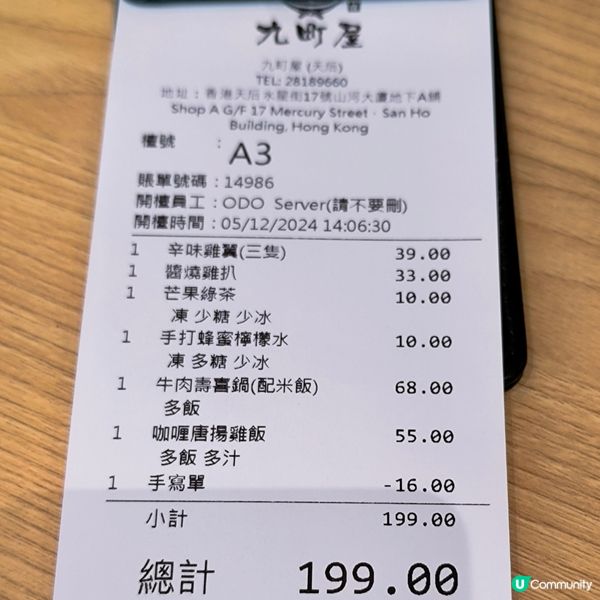 九町屋
九町屋 (天后)
TEL: 28189660
地址：香港天后水星街17號山河大廈地下A舖
Shop A G/F 17 Mercury Street, San Ho
Building, Hong Kong
檯號 : A3
賬單號碼：14986
開檯員工：ODO Server(請不要刪)
開檯時間：05/12/2024 14:06:30
1 辛味雞翼(三隻) 39.00
1 醬燒雞扒 33.00
1 芒果綠茶 10.00
凍 少糖 少冰
1 手打蜂蜜檸檬水 10.00
凍 多糖 少冰
1 牛肉壽喜鍋(配米飯) 68.00
多飯
1 咖喱唐揚雞飯 55.00
多飯 多汁
1 手寫單 -16.00
小計 199.00
總計 199.00
U Community